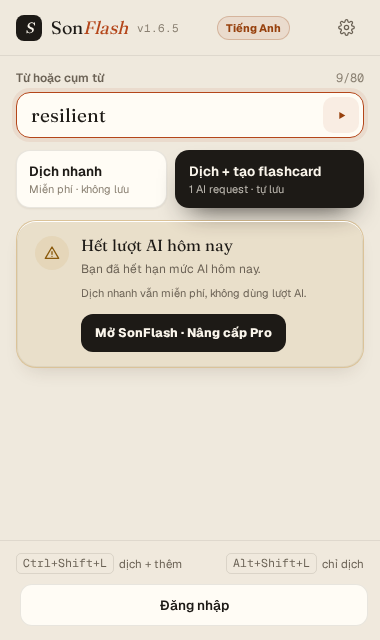 S SonFlash v1.6.5 Tiếng Anh
Từ hoặc cụm từ 9/80
resilient
Dịch nhanh
Miễn phí · không lưu
Dịch + tạo flashcard
1 AI request · tự lưu
Hết lượt AI hôm nay
Bạn đã hết hạn mức AI hôm nay.
Dịch nhanh vẫn miễn phí, không dùng lượt AI.
Mở SonFlash · Nâng cấp Pro
Ctrl+Shift+L dịch + thêm Alt+Shift+L chỉ dịch
Đăng nhập